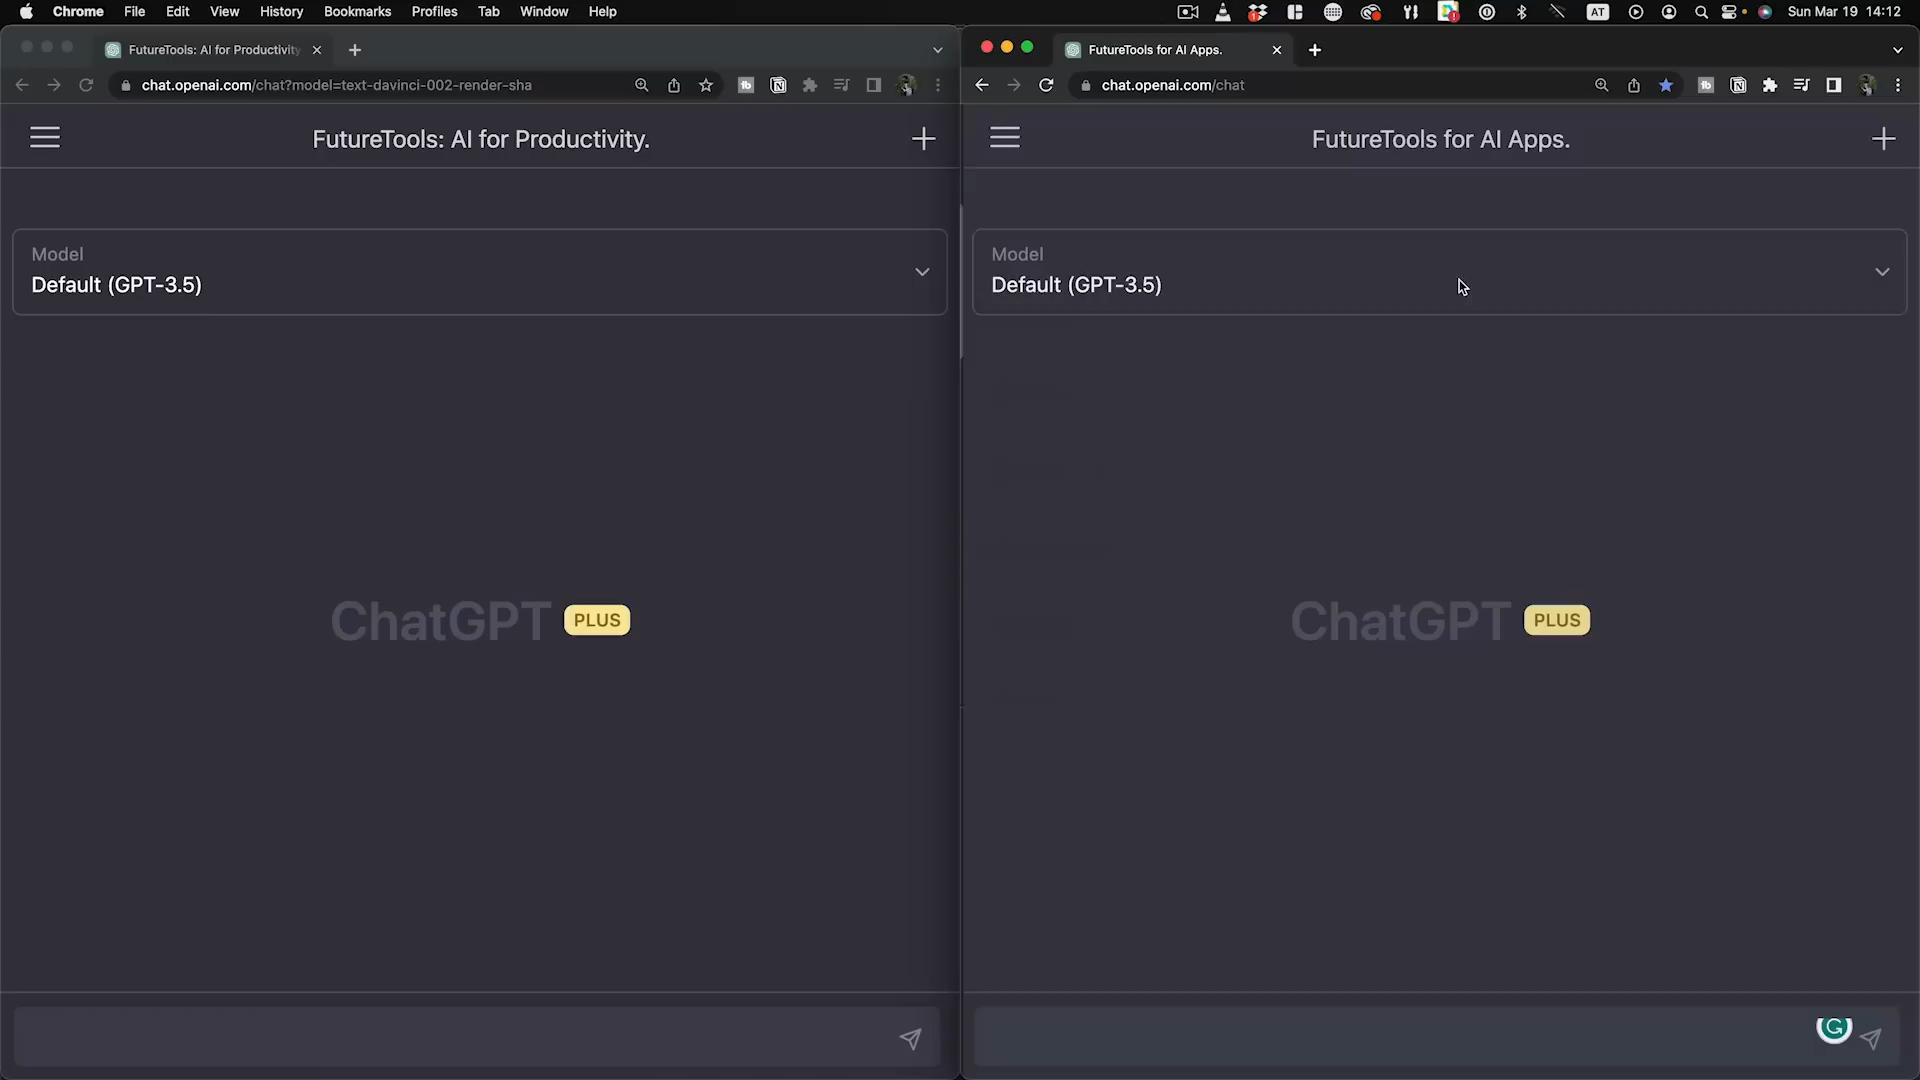 Chrome File Edit View History Bookmarks Profiles Tab Window Help AT Sun Mar 19 14:12
FutureTools: AI for Productivity
chat.openai.com/chat?model=text-davinci-002-render-sha
FutureTools: AI for Productivity.
Model
Default (GPT-3.5)
ChatGPT PLUS
FutureTools for AI Apps.
chat.openai.com/chat
FutureTools for AI Apps.
Model
Default (GPT-3.5)
ChatGPT PLUS